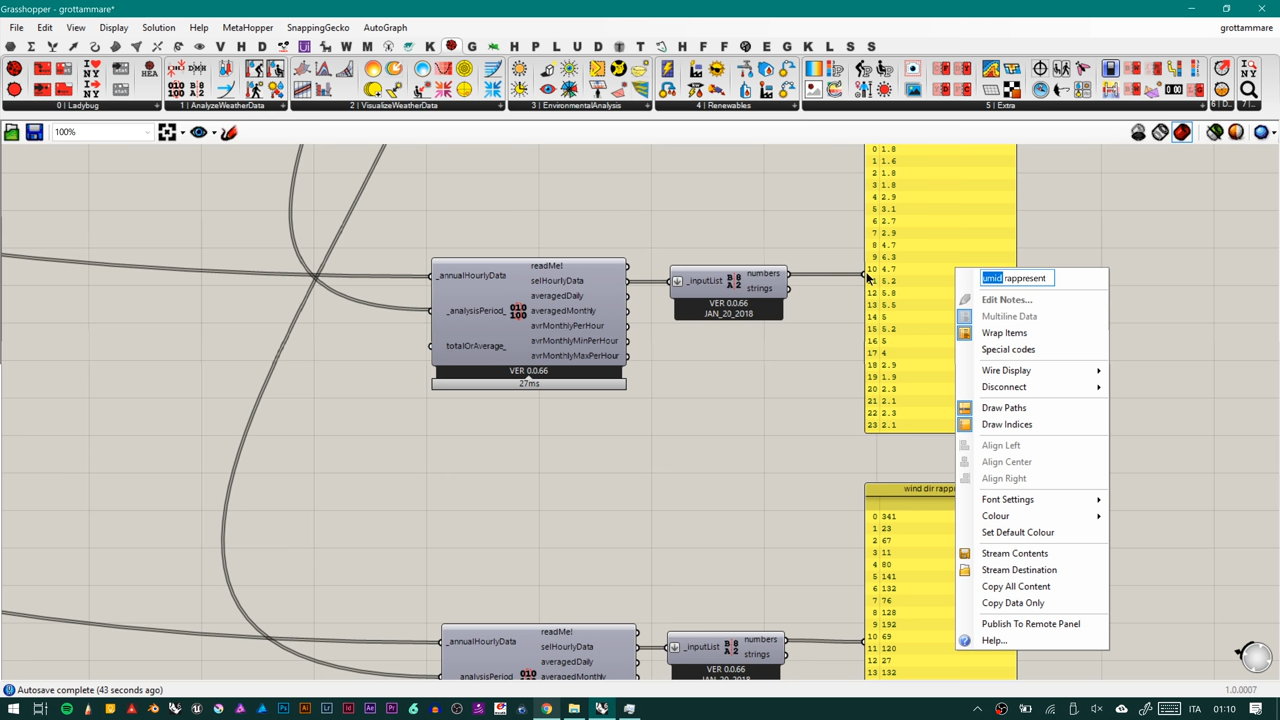 Grasshopper - grottammare*
File Edit View Display Solution Help MetaHopper SnappingGecko AutoGraph
grottammare
0 | Ladybug
1 | AnalyzeWeatherData
2 | VisualizeWeatherData
3 | EnvironmentalAnalysis
4 | Renewables
5 | Extra
6 | D...
7 |...
100%
_annualHourlyData
_analysisPeriod_
totalOrAverage_
readMe!
selHourlyData
averagedDaily
averagedMonthly
avrMonthlyPerHour
avrMonthlyMinPerHour
avrMonthlyMaxPerHour
VER 0.0.66
27ms
_inputList
numbers
strings
VER 0.0.66
JAN_20_2018
0 1.8
1 1.6
2 1.8
3 1.8
4 2.9
5 3.1
6 2.7
7 2.9
8 4.7
9 6.3
10 4.7
11 5.2
12 5.8
13 5.5
14 5
15 5.2
16 5
17 4
18 2.9
19 1.9
20 2.3
21 2.1
22 2.3
23 2.1
umid rappresent
Edit Notes...
Multiline Data
Wrap Items
Special codes
Wire Display
Disconnect
Draw Paths
Draw Indices
Align Left
Align Center
Align Right
Font Settings
Colour
Set Default Colour
Stream Contents
Stream Destination
Copy All Content
Copy Data Only
Publish To Remote Panel
Help...
wind dir rappr
0 341
1 23
2 67
3 11
4 80
5 141
6 132
7 76
8 128
9 192
10 69
11 120
12 27
13 132
_annualHourlyData
_analysisPeriod_
readMe!
selHourlyData
averagedDaily
averagedMonthly
_inputList
numbers
strings
VER 0.0.66
JAN_20_2018
Autosave complete (43 seconds ago)
1.0.0007
ITA
01:10